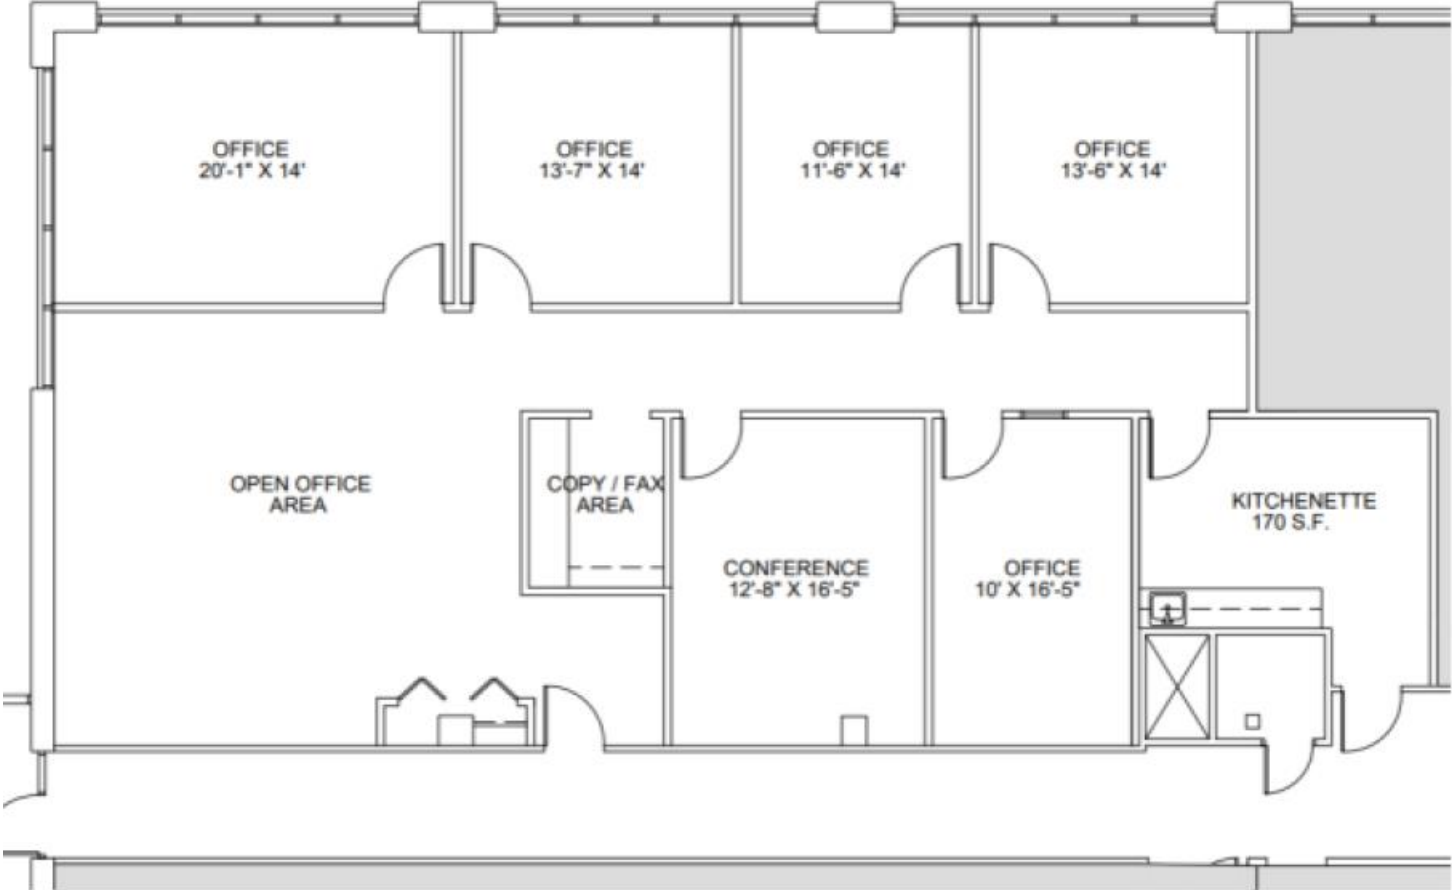 OFFICE
20'-1" X 14'
OFFICE
13'-7" X 14'
OFFICE
11'-6" X 14'
OFFICE
13'-6" X 14'
OPEN OFFICE
AREA
COPY / FAX
AREA
CONFERENCE
12'-8" X 16'-5"
OFFICE
10' X 16'-5"
KITCHENETTE
170 S.F.